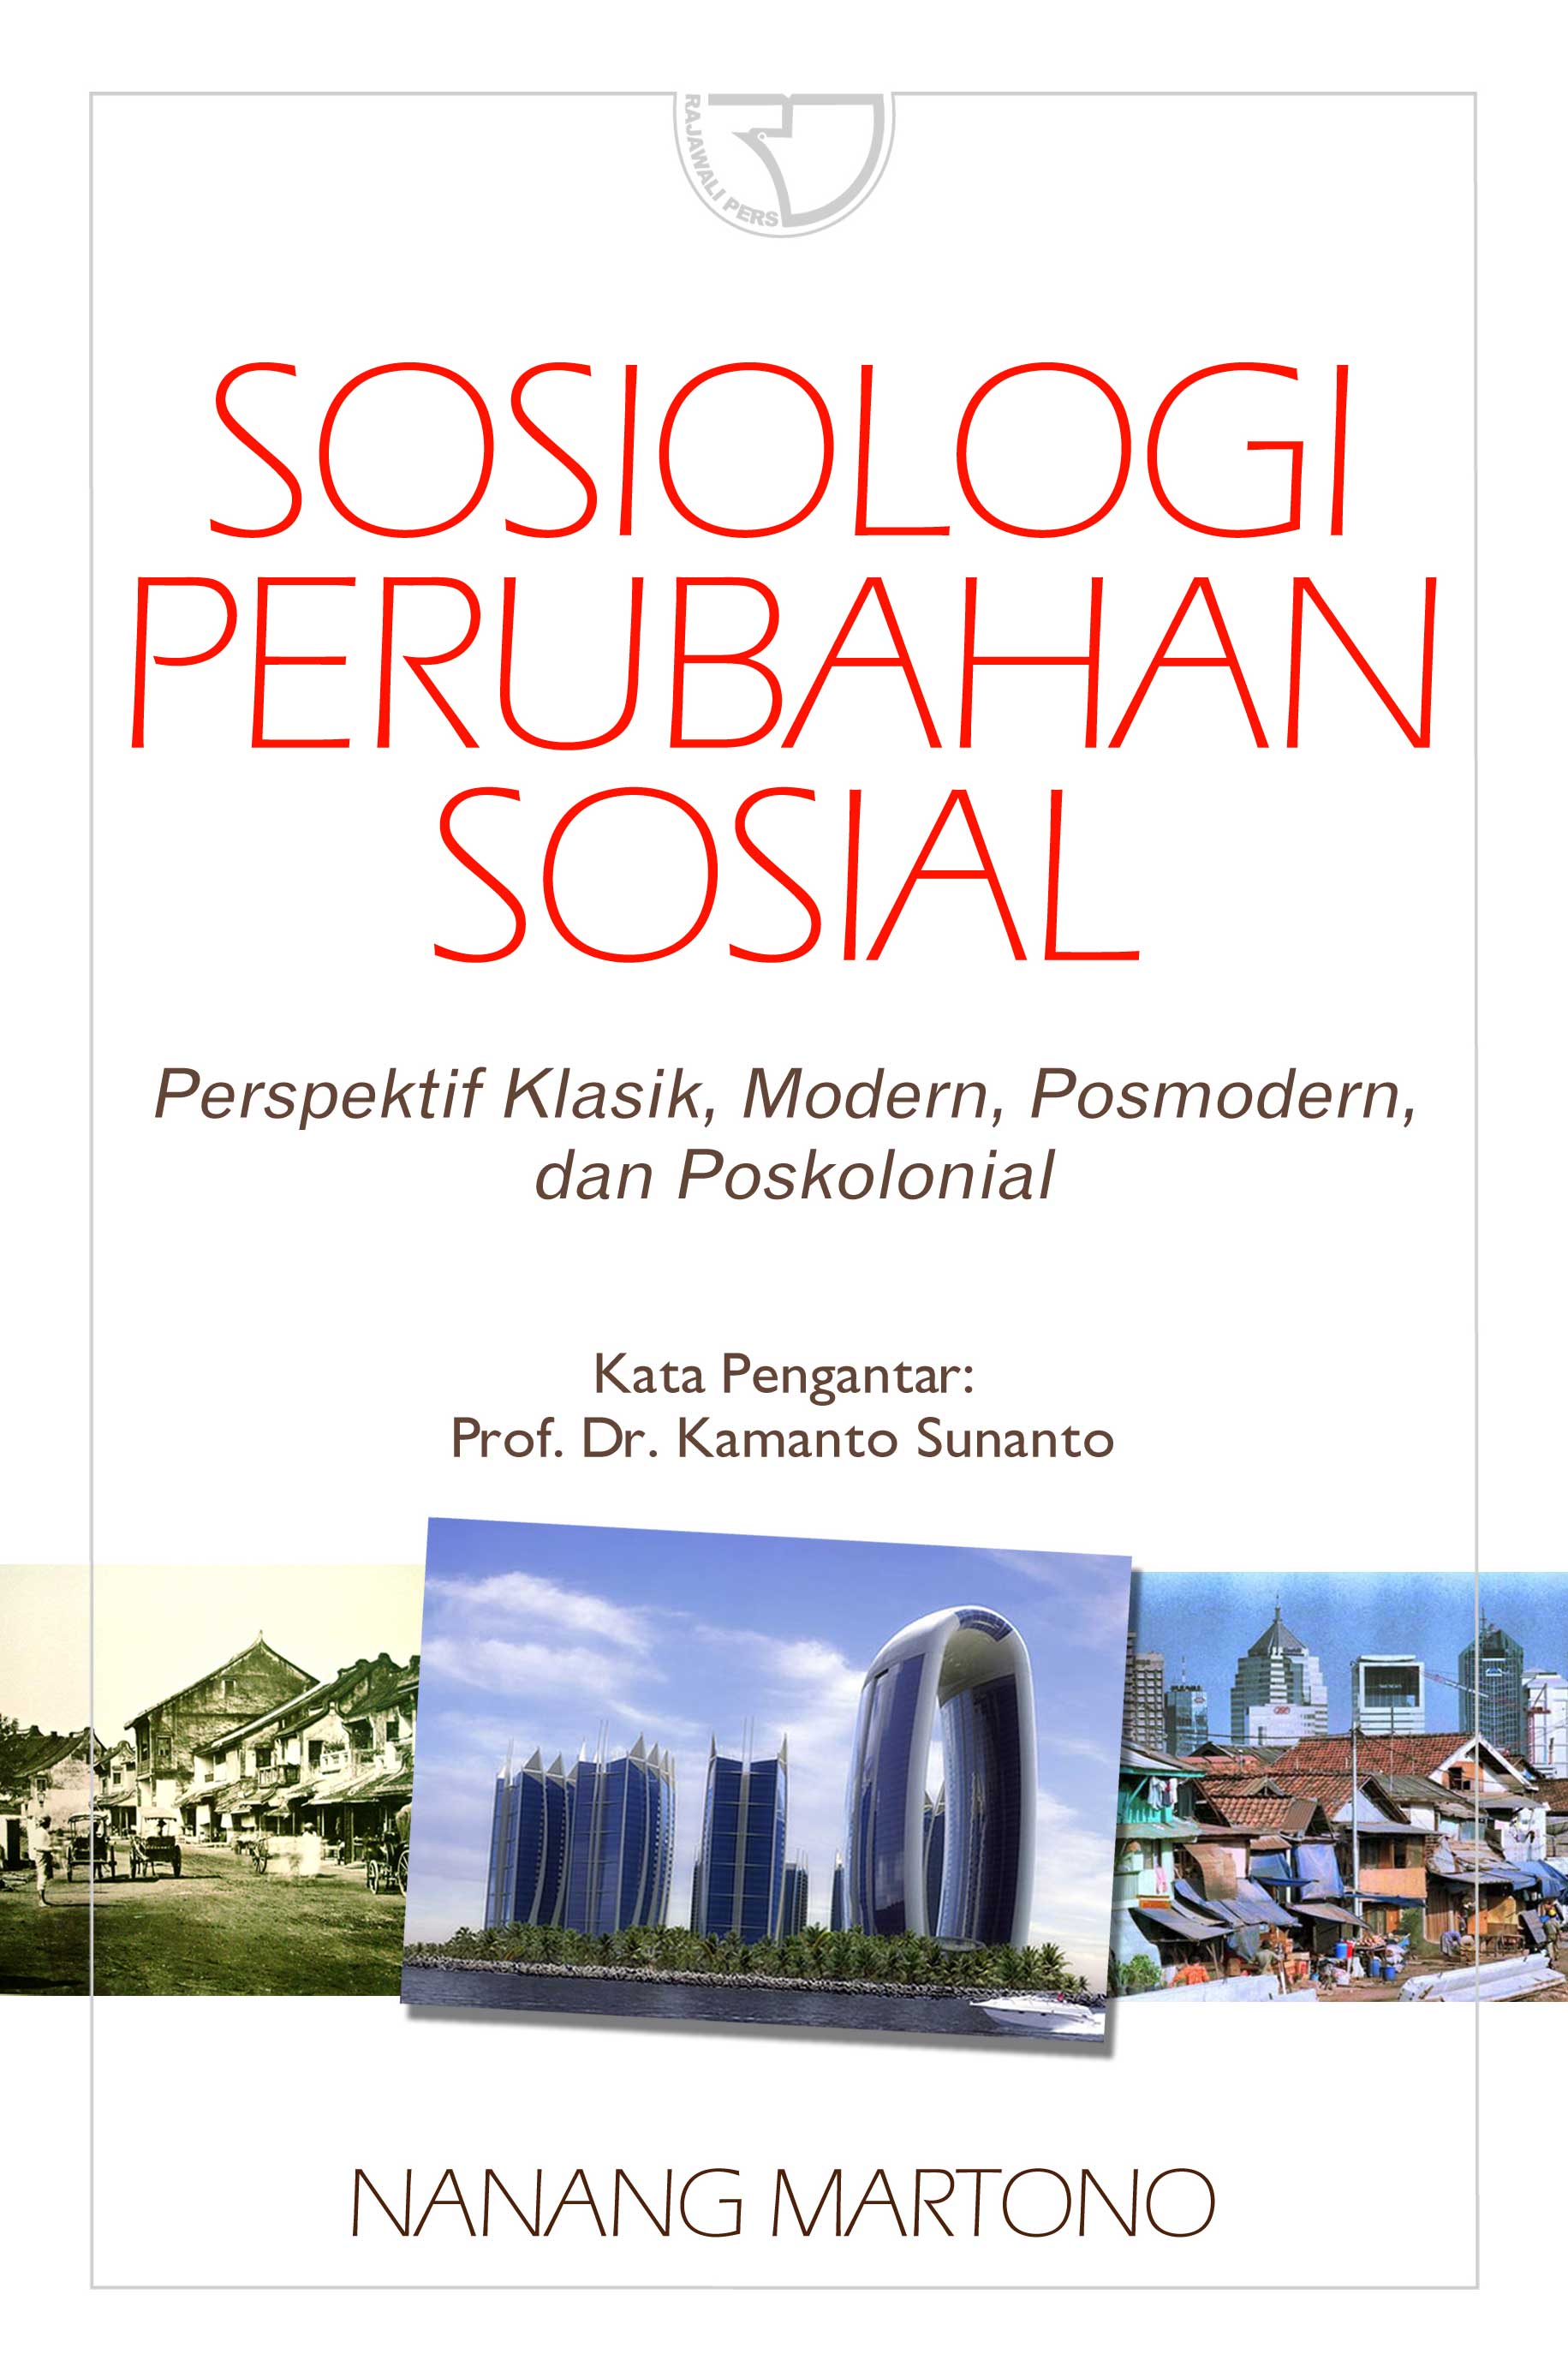 RAJAWALI PERS
SOSIOLOGI
PERUBAHAN
SOSIAL
Perspektif Klasik, Modern, Posmodern,
dan Poskolonial
Kata Pengantar:
Prof. Dr. Kamanto Sunanto
NANANG MARTONO